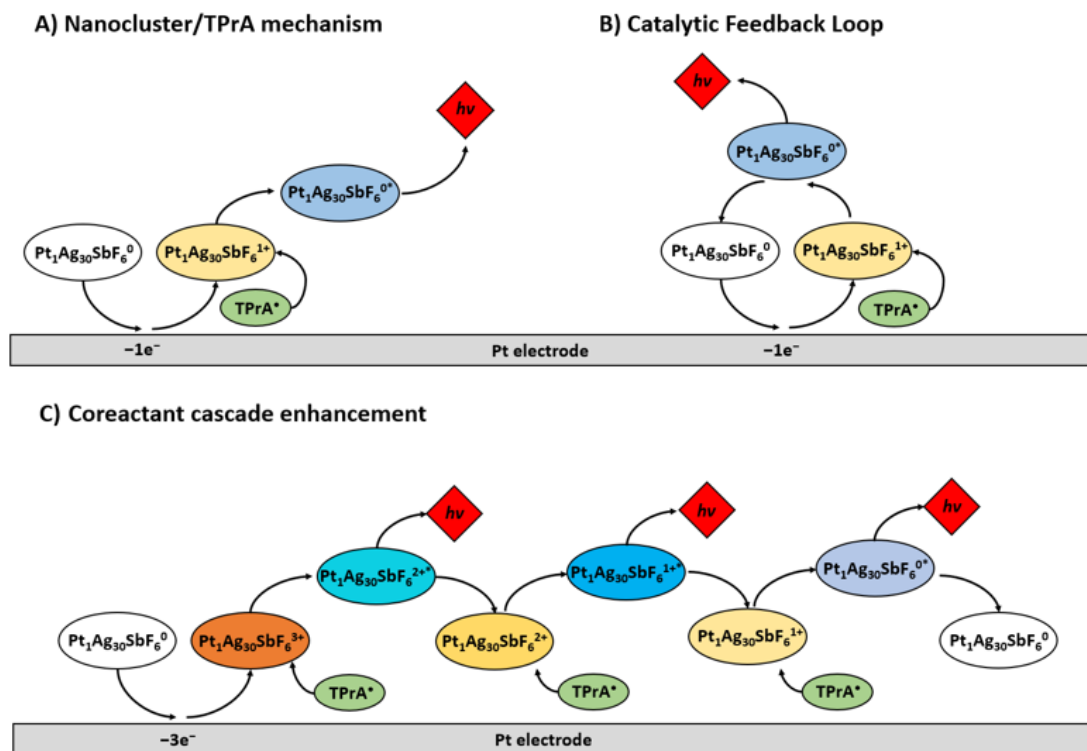 A) Nanocluster/TPrA mechanism
B) Catalytic Feedback Loop
hν
hν
Pt₁Ag₃₀SbF₆⁰*
Pt₁Ag₃₀SbF₆⁰*
Pt₁Ag₃₀SbF₆⁰
Pt₁Ag₃₀SbF₆¹⁺
Pt₁Ag₃₀SbF₆⁰
Pt₁Ag₃₀SbF₆¹⁺
TPrA•
TPrA•
−1e⁻
Pt electrode
−1e⁻
C) Coreactant cascade enhancement
hν
hν
hν
Pt₁Ag₃₀SbF₆²⁺*
Pt₁Ag₃₀SbF₆¹⁺*
Pt₁Ag₃₀SbF₆⁰*
Pt₁Ag₃₀SbF₆⁰
Pt₁Ag₃₀SbF₆³⁺
Pt₁Ag₃₀SbF₆²⁺
Pt₁Ag₃₀SbF₆¹⁺
Pt₁Ag₃₀SbF₆⁰
TPrA•
TPrA•
TPrA•
−3e⁻
Pt electrode